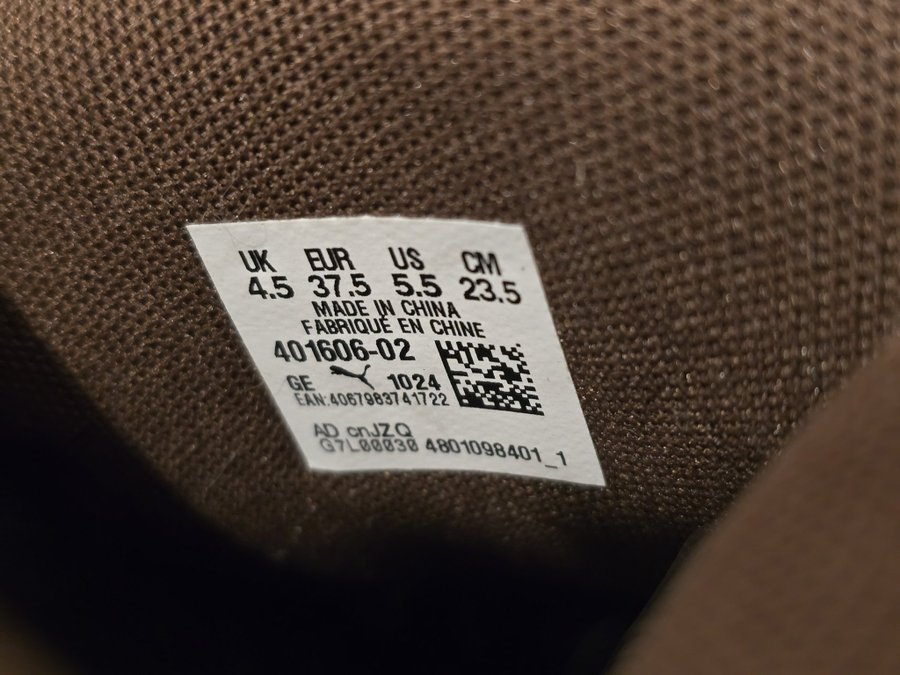 UK EUR US CM
4.5 37.5 5.5 23.5
MADE IN CHINA
FABRIQUÉ EN CHINE
401606-02
GE 1024
EAN:4067983741722
AD cnJZ.Q
G7L00030 4801098401_1